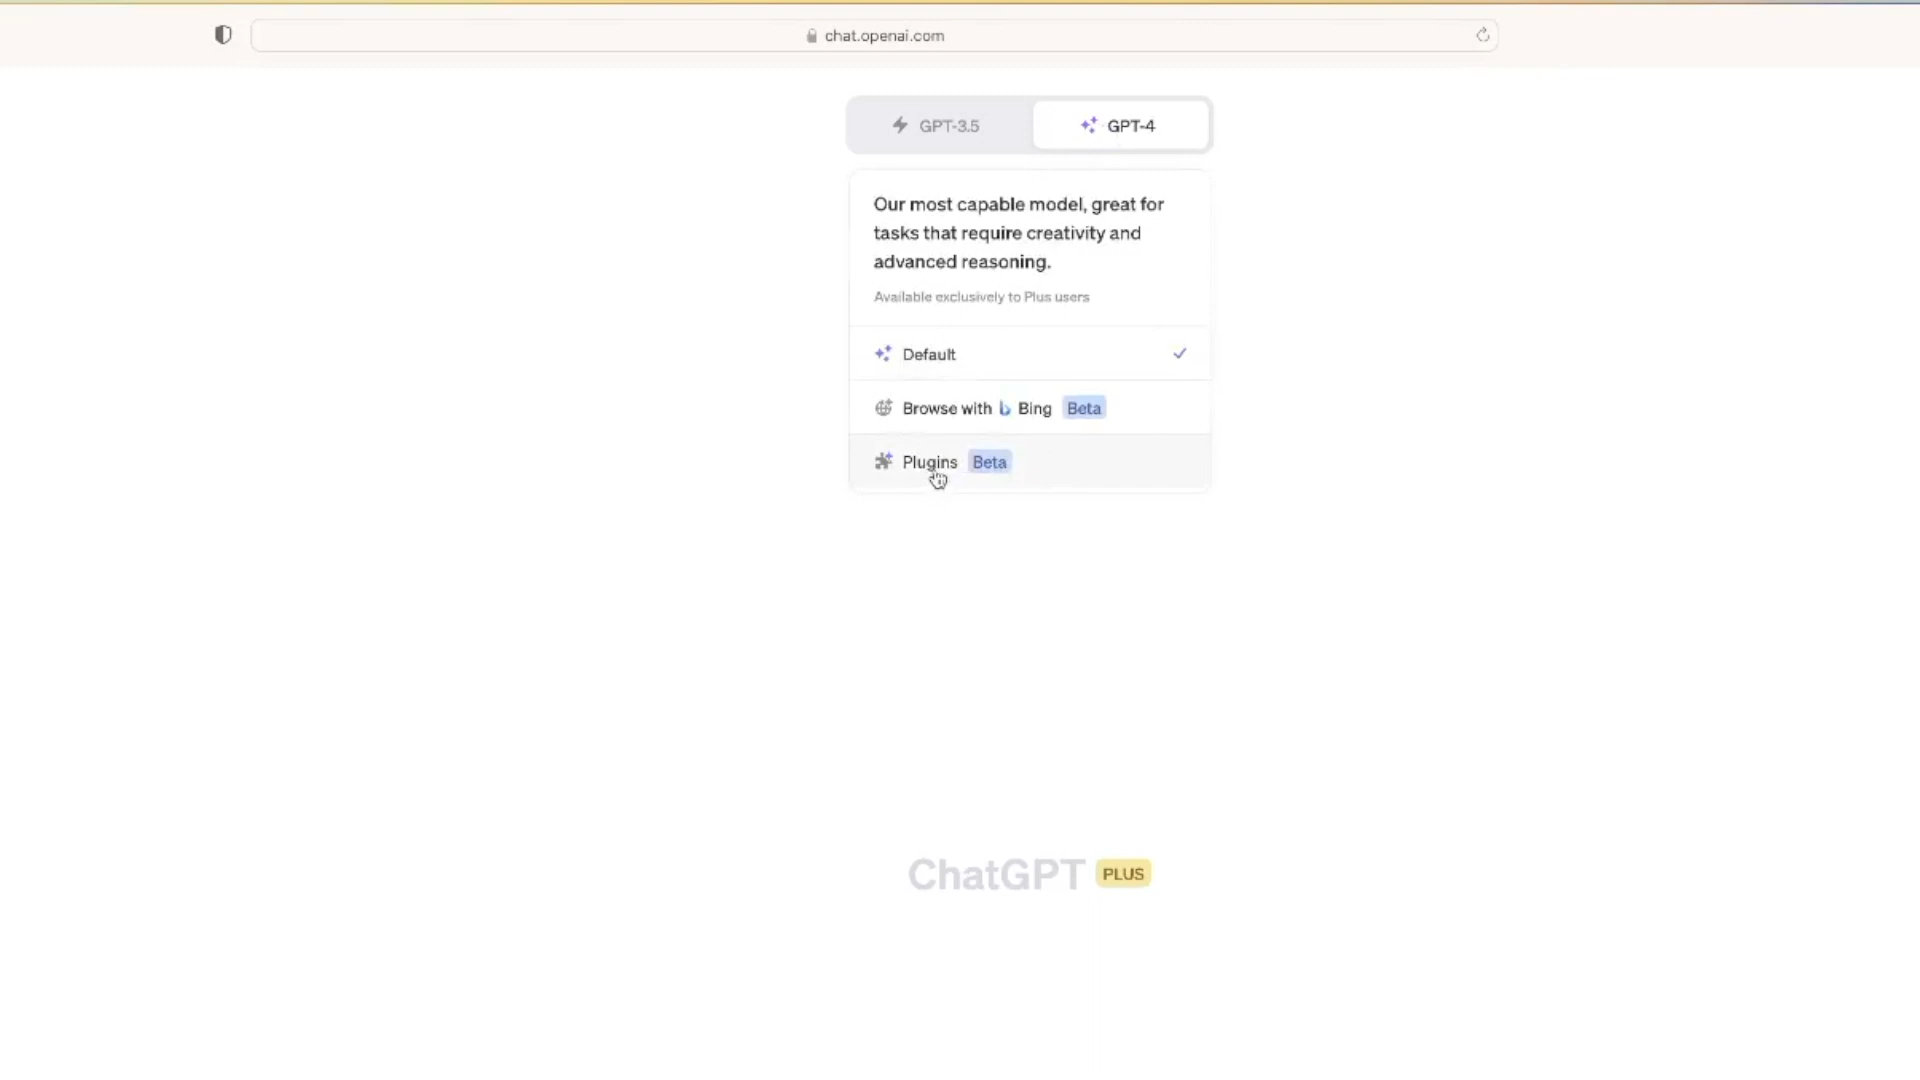 chat.openai.com
GPT-3.5
GPT-4
Our most capable model, great for
tasks that require creativity and
advanced reasoning.
Available exclusively to Plus users
Default
Browse with Bing Beta
Plugins Beta
ChatGPT PLUS